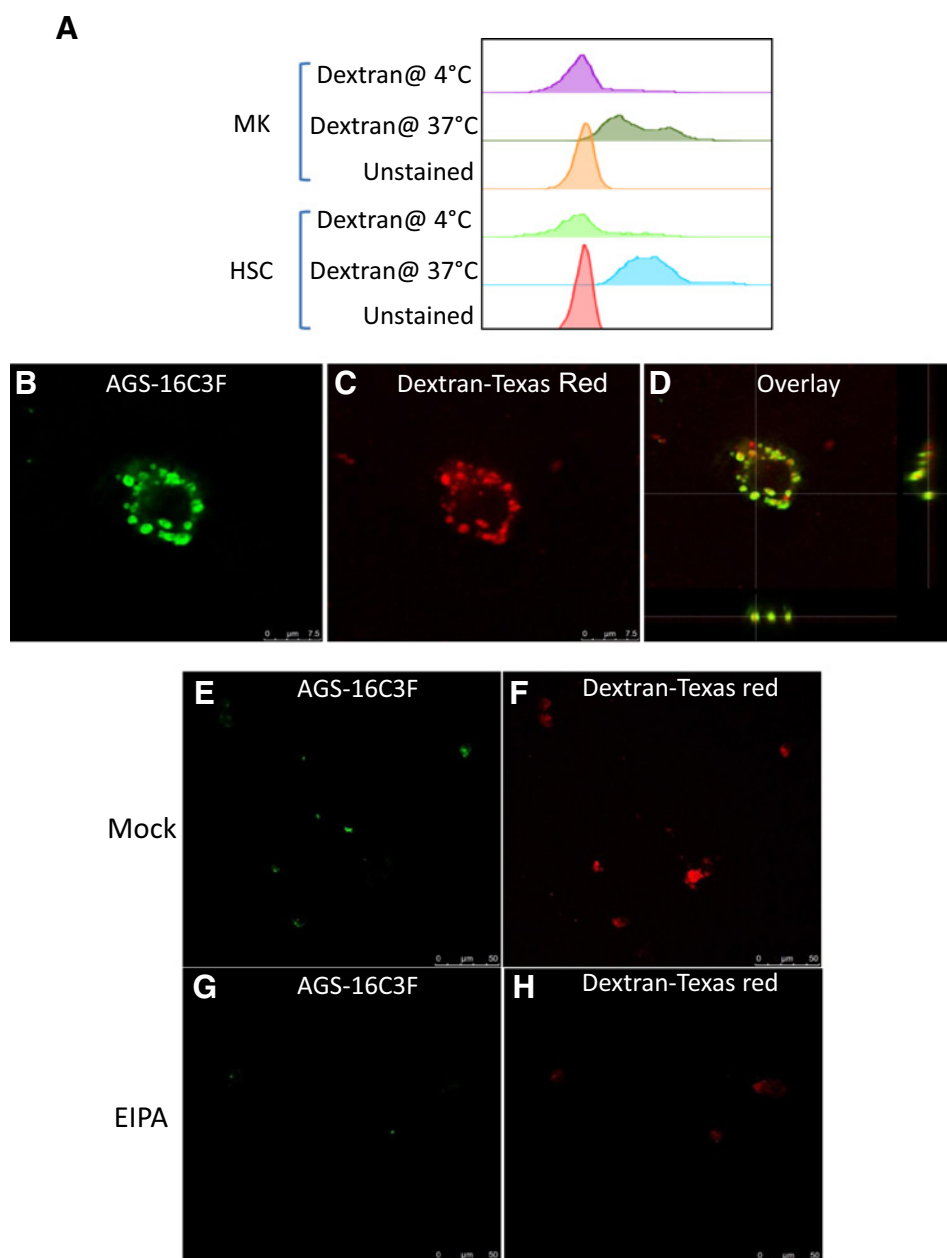 A
MK
Dextran@ 4°C
Dextran@ 37°C
Unstained
HSC
Dextran@ 4°C
Dextran@ 37°C
Unstained
B AGS-16C3F
C Dextran-Texas Red
D Overlay
0 µm 7.5
0 µm 7.5
Mock
E AGS-16C3F
F Dextran-Texas red
0 µm 50
0 µm 50
EIPA
G AGS-16C3F
H Dextran-Texas red
0 µm 50
0 µm 50